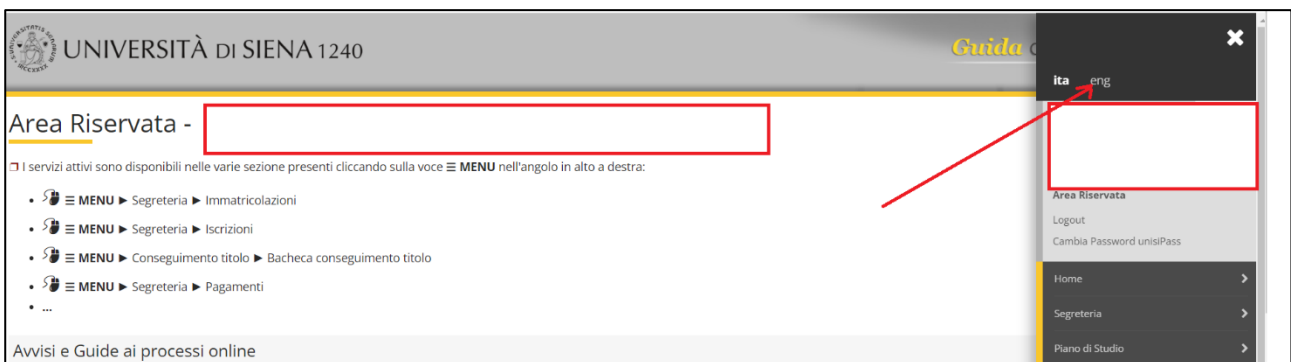 UNIVERSITÀ DI SIENA 1240
Guida
ita eng
Area Riservata -
I servizi attivi sono disponibili nelle varie sezione presenti cliccando sulla voce ☰ MENU nell'angolo in alto a destra:
• ☰ MENU ► Segreteria ► Immatricolazioni
• ☰ MENU ► Segreteria ► Iscrizioni
• ☰ MENU ► Conseguimento titolo ► Bacheca conseguimento titolo
• ☰ MENU ► Segreteria ► Pagamenti
• ...
Avvisi e Guide ai processi online
Area Riservata
Logout
Cambia Password unisiPass
Home
Segreteria
Piano di Studio